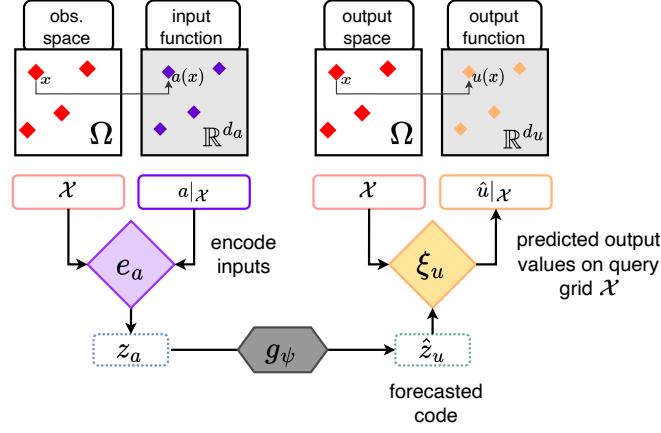 obs.
space
input
function
output
space
output
function
x
a(x)
Ω
ℝ^{d_a}
x
u(x)
Ω
ℝ^{d_u}
𝒳
a|_𝒳
𝒳
û|_𝒳
e_a
encode
inputs
ξ_u
predicted output
values on query
grid 𝒳
z_a
g_ψ
ẑ_u
forecasted
code